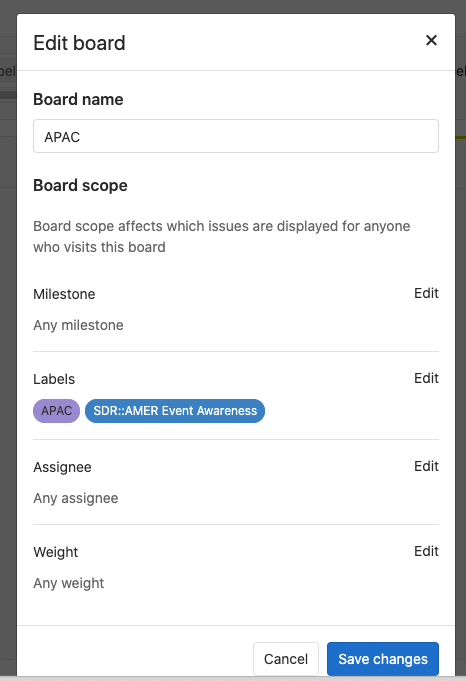 Edit board
Board name
APAC
Board scope
Board scope affects which issues are displayed for anyone
who visits this board
Milestone Edit
Any milestone
Labels Edit
APAC SDR::AMER Event Awareness
Assignee Edit
Any assignee
Weight Edit
Any weight
Cancel Save changes